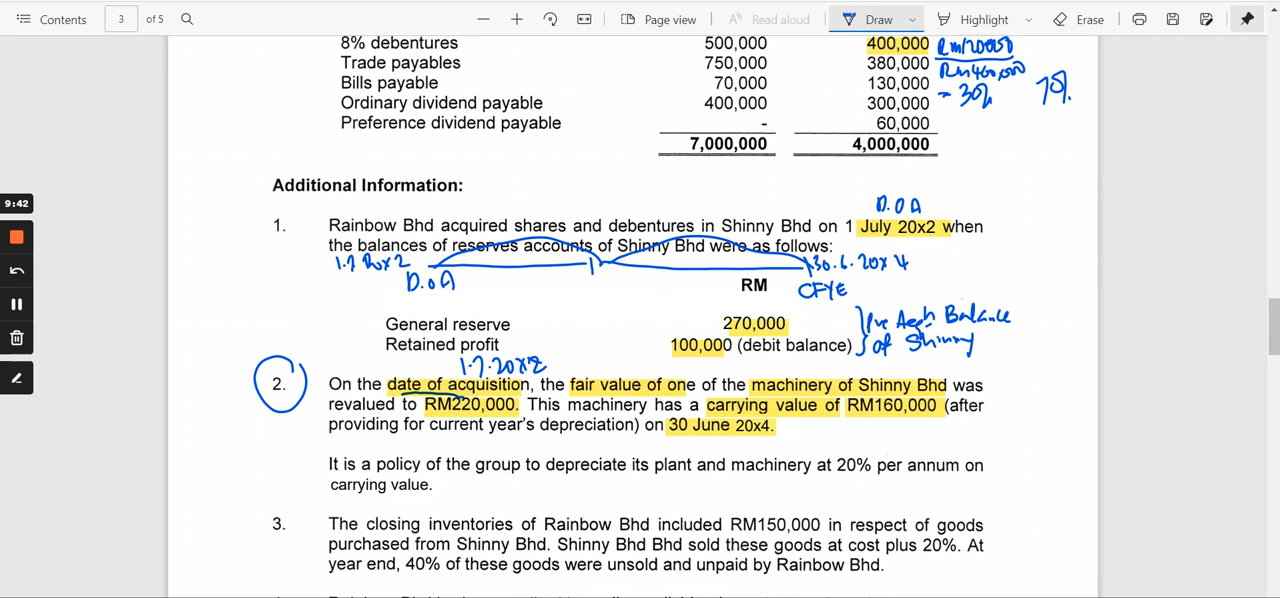 Contents 3 of 5 Page view Read aloud Draw Highlight Erase
8% debentures 500,000 400,000
Trade payables 750,000 380,000
Bills payable 70,000 130,000
Ordinary dividend payable 400,000 300,000
Preference dividend payable - 60,000
7,000,000 4,000,000
Rm120000
Rm400,000
= 30%
70%
Additional Information:
D.O A
1. Rainbow Bhd acquired shares and debentures in Shinny Bhd on 1 July 20x2 when
the balances of reserves accounts of Shinny Bhd were as follows:
1.7.20x2 30.6.20x4
D.O A CFYE
RM
General reserve 270,000
Retained profit 100,000 (debit balance)
Pre Acqn Balance
of Shinny
1.7.20x2
2. On the date of acquisition, the fair value of one of the machinery of Shinny Bhd was
revalued to RM220,000. This machinery has a carrying value of RM160,000 (after
providing for current year's depreciation) on 30 June 20x4.
It is a policy of the group to depreciate its plant and machinery at 20% per annum on
carrying value.
3. The closing inventories of Rainbow Bhd included RM150,000 in respect of goods
purchased from Shinny Bhd. Shinny Bhd Bhd sold these goods at cost plus 20%. At
year end, 40% of these goods were unsold and unpaid by Rainbow Bhd.
9:42